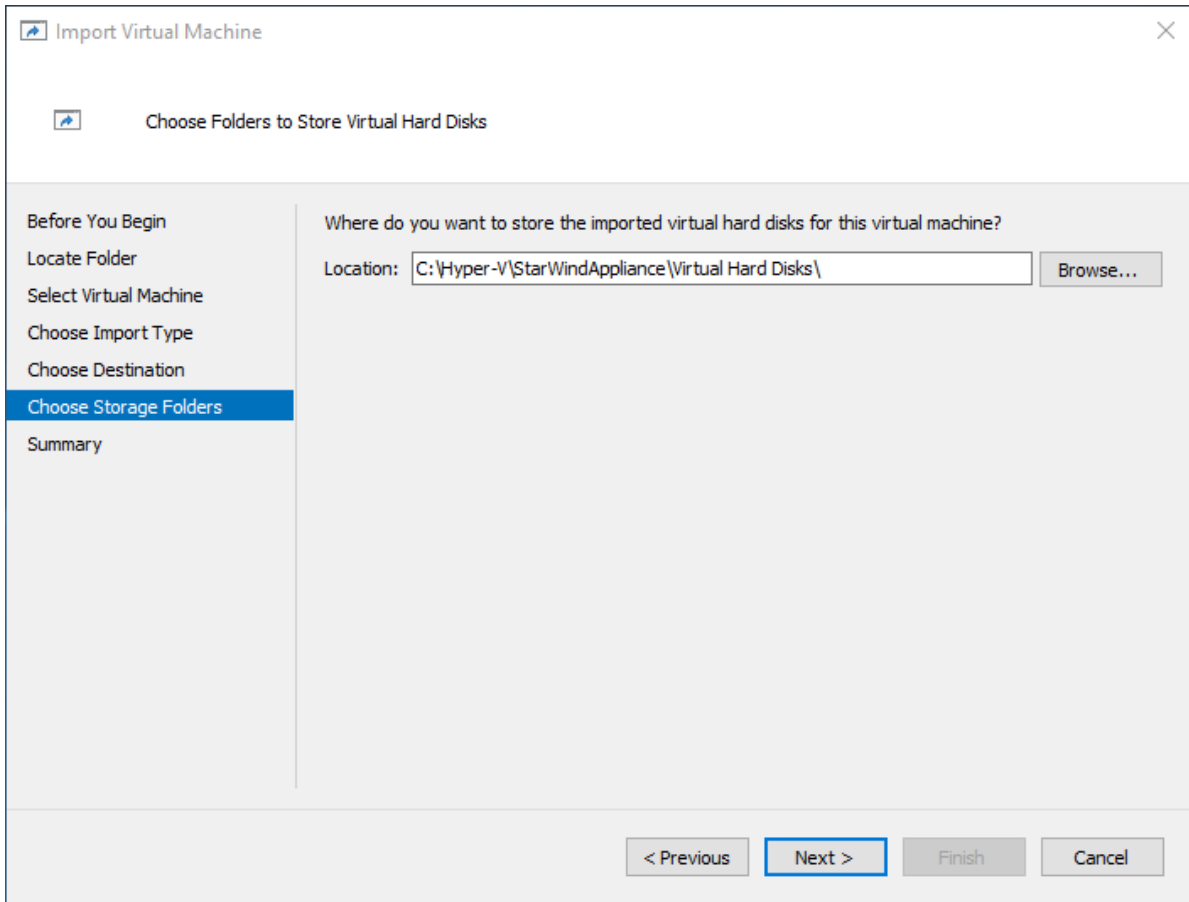 Import Virtual Machine
Choose Folders to Store Virtual Hard Disks
Before You Begin
Locate Folder
Select Virtual Machine
Choose Import Type
Choose Destination
Choose Storage Folders
Summary
Where do you want to store the imported virtual hard disks for this virtual machine?
Location: C:\Hyper-V\StarWindAppliance\Virtual Hard Disks\ Browse...
< Previous Next > Finish Cancel